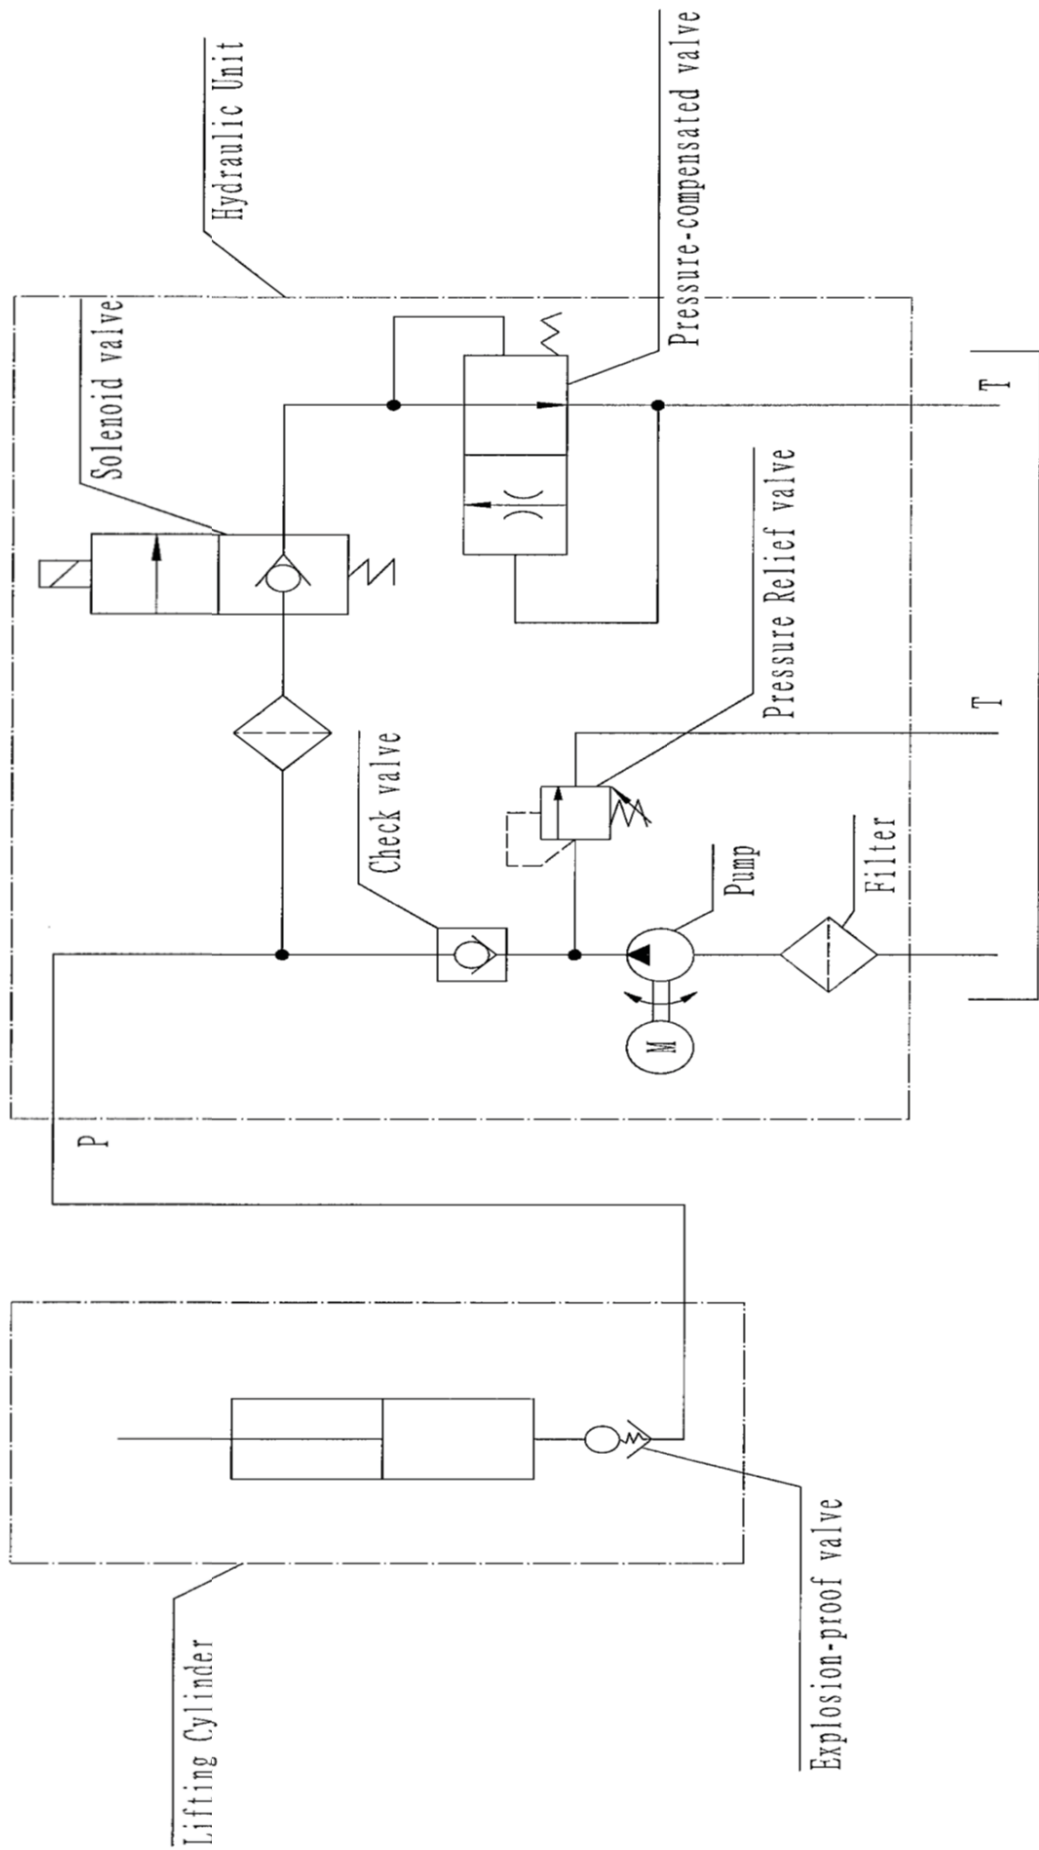 Lifting Cylinder
Explosion-proof valve
P
M
Check valve
Pump
Filter
Pressure Relief valve
T
Solenoid valve
T
Hydraulic Unit
Pressure-compensated valve